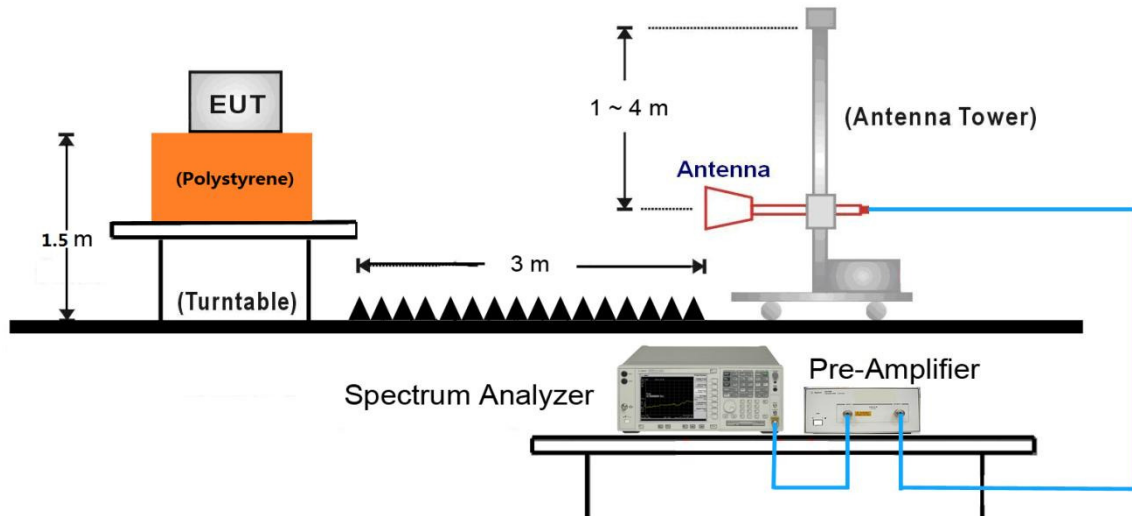 EUT
1 ~ 4 m
(Antenna Tower)
(Polystyrene)
Antenna
1.5 m
3 m
(Turntable)
Spectrum Analyzer
Pre-Amplifier